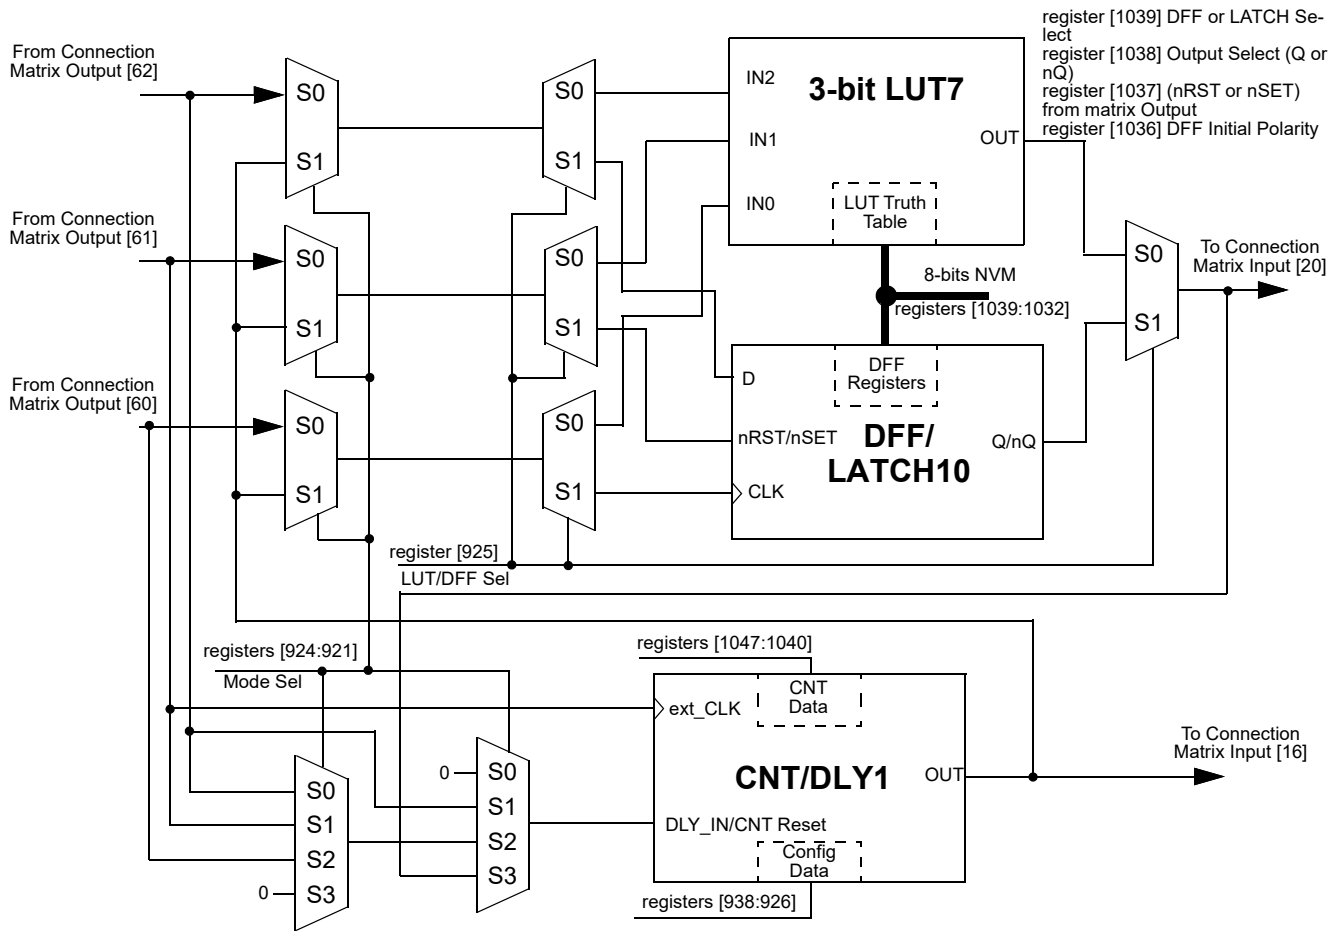 register [1039] DFF or LATCH Se-
lect
register [1038] Output Select (Q or
nQ)
register [1037] (nRST or nSET)
from matrix Output
register [1036] DFF Initial Polarity
From Connection
Matrix Output [62]
S0
S1
S0
S1
IN2
IN1
IN0
3-bit LUT7
OUT
LUT Truth
Table
From Connection
Matrix Output [61]
S0
S1
S0
S1
8-bits NVM
registers [1039:1032]
S0
S1
To Connection
Matrix Input [20]
From Connection
Matrix Output [60]
S0
S1
S0
S1
D
nRST/nSET
CLK
DFF
Registers
DFF/
LATCH10
Q/nQ
register [925]
LUT/DFF Sel
registers [924:921]
Mode Sel
registers [1047:1040]
CNT
Data
ext_CLK
CNT/DLY1
OUT
DLY_IN/CNT Reset
Config
Data
registers [938:926]
To Connection
Matrix Input [16]
S0
S1
S2
0
S3
0
S0
S1
S2
S3